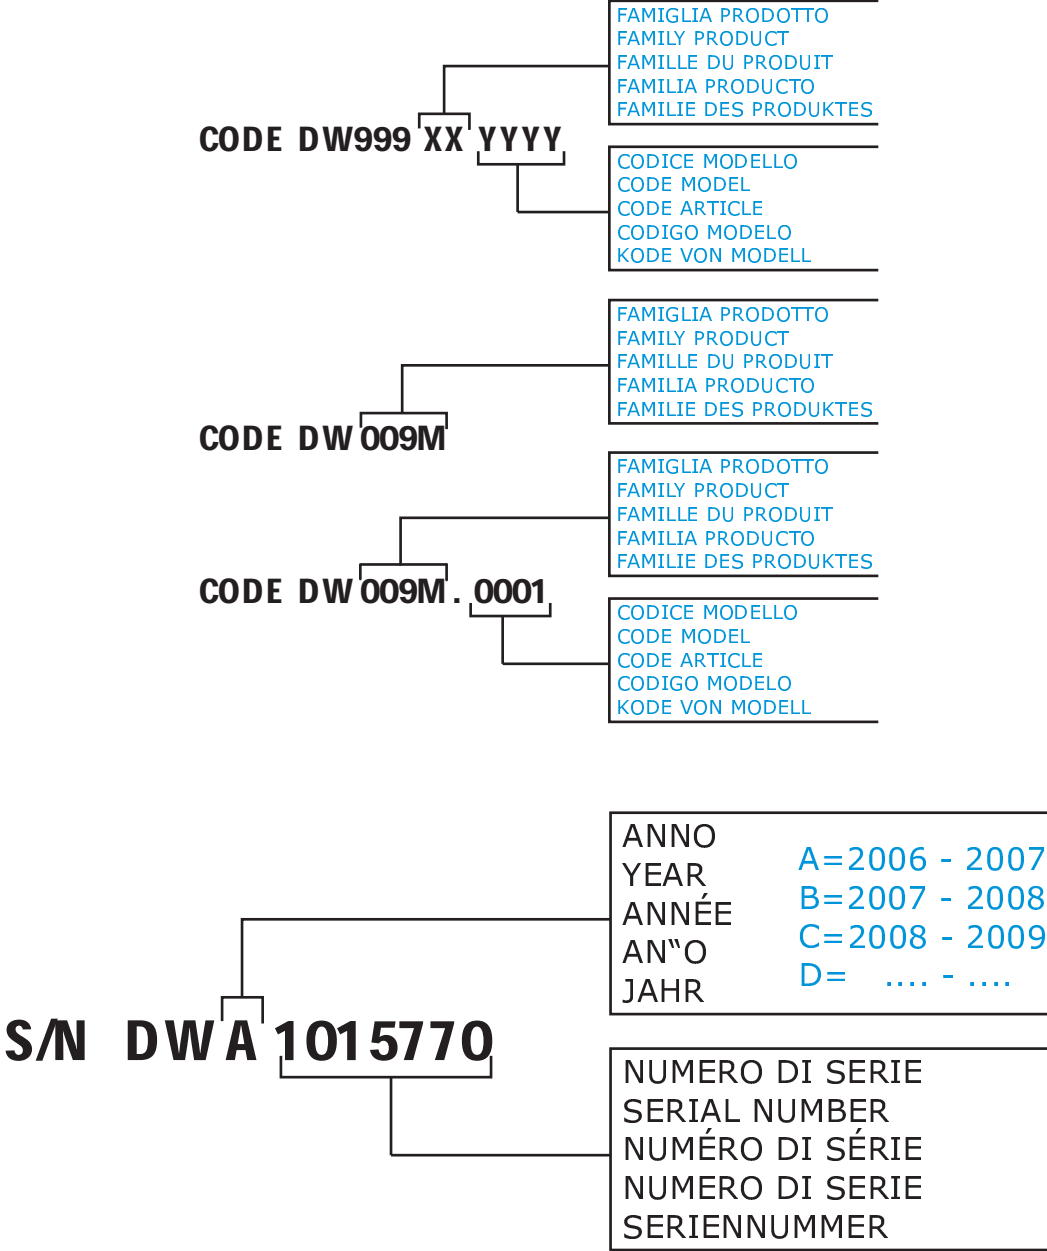 FAMIGLIA PRODOTTO
FAMILY PRODUCT
FAMILLE DU PRODUIT
FAMILIA PRODUCTO
FAMILIE DES PRODUKTES
CODE DW999 XX YYYY
CODICE MODELLO
CODE MODEL
CODE ARTICLE
CODIGO MODELO
KODE VON MODELL
FAMIGLIA PRODOTTO
FAMILY PRODUCT
FAMILLE DU PRODUIT
FAMILIA PRODUCTO
FAMILIE DES PRODUKTES
CODE DW 009M
FAMIGLIA PRODOTTO
FAMILY PRODUCT
FAMILLE DU PRODUIT
FAMILIA PRODUCTO
FAMILIE DES PRODUKTES
CODE DW 009M . 0001
CODICE MODELLO
CODE MODEL
CODE ARTICLE
CODIGO MODELO
KODE VON MODELL
ANNO
YEAR
ANNÉE
AN‟O
JAHR
A=2006 - 2007
B=2007 - 2008
C=2008 - 2009
D= .... - ....
S/N DWA 1015770
NUMERO DI SERIE
SERIAL NUMBER
NUMÉRO DI SÉRIE
NUMERO DI SERIE
SERIENNUMMER